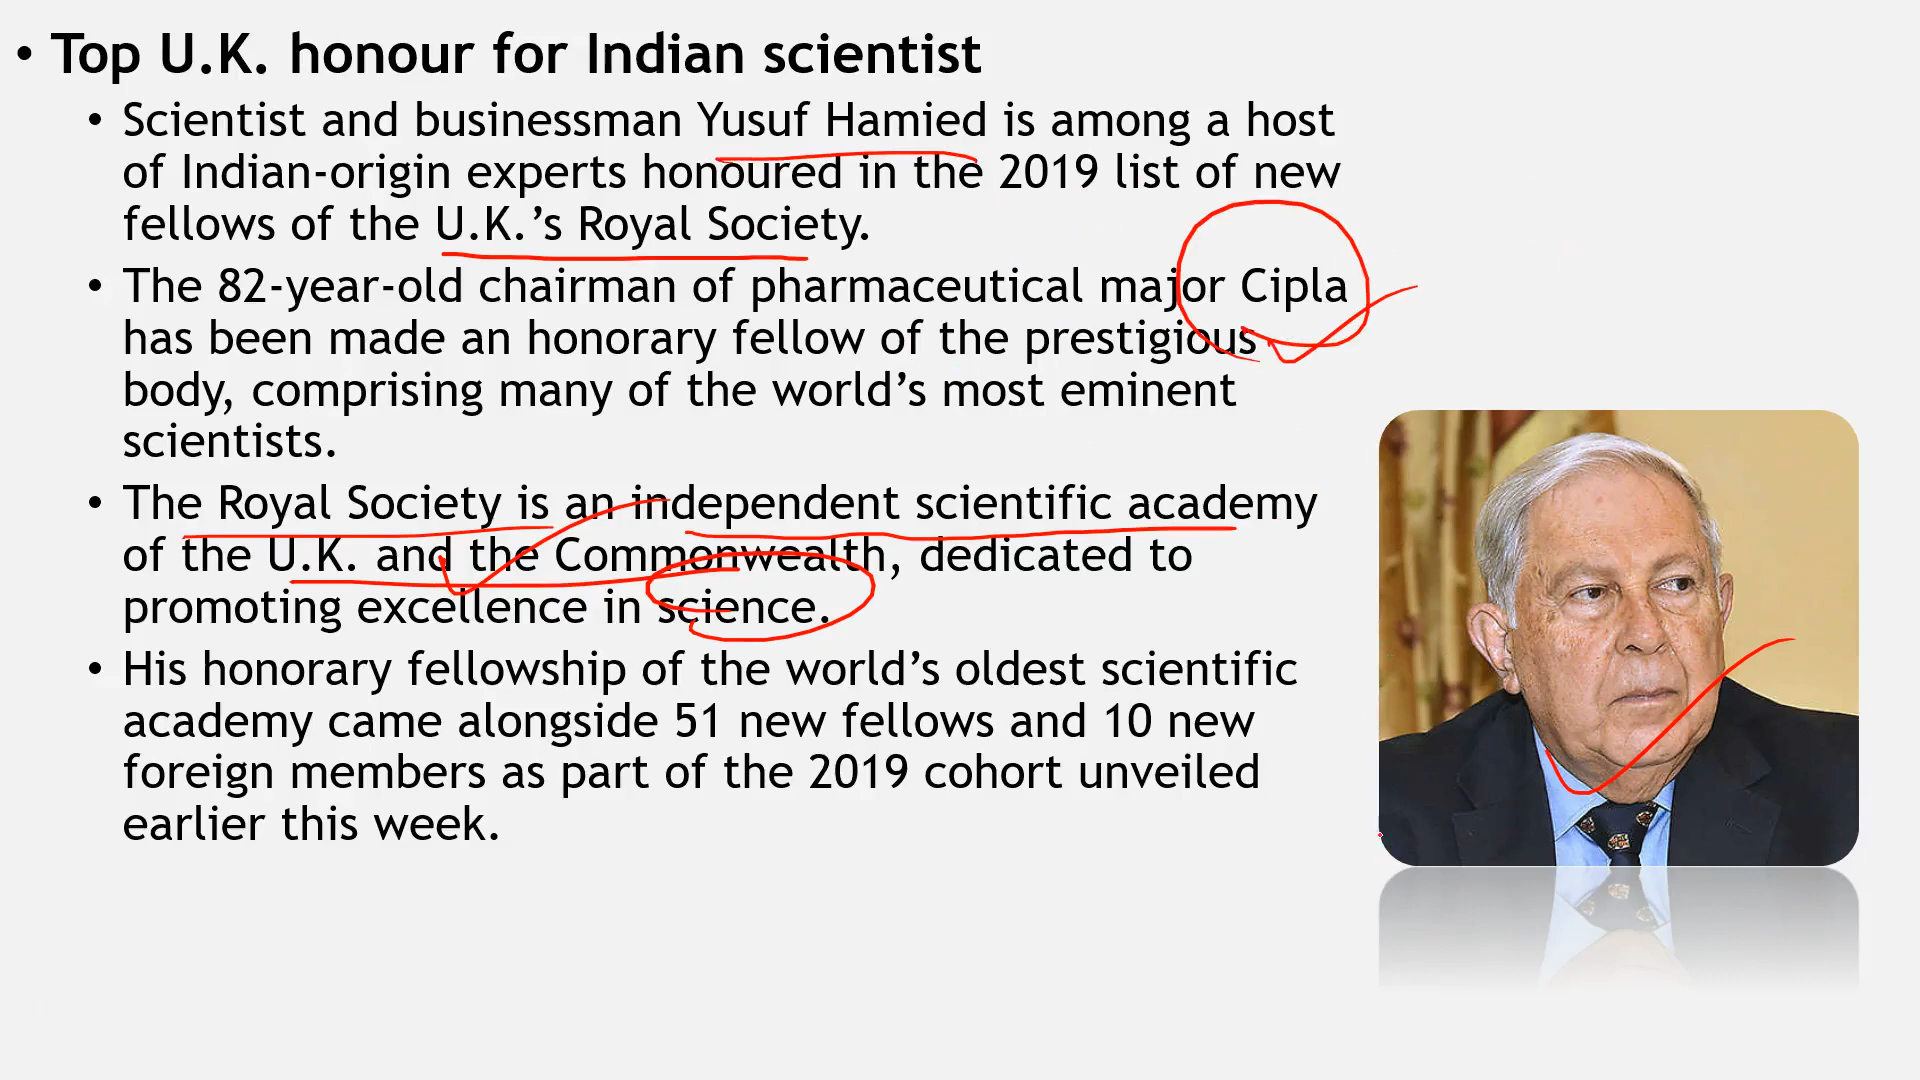 • Top U.K. honour for Indian scientist
• Scientist and businessman Yusuf Hamied is among a host
of Indian-origin experts honoured in the 2019 list of new
fellows of the U.K.’s Royal Society.
• The 82-year-old chairman of pharmaceutical major Cipla
has been made an honorary fellow of the prestigious
body, comprising many of the world’s most eminent
scientists.
• The Royal Society is an independent scientific academy
of the U.K. and the Commonwealth, dedicated to
promoting excellence in science.
• His honorary fellowship of the world’s oldest scientific
academy came alongside 51 new fellows and 10 new
foreign members as part of the 2019 cohort unveiled
earlier this week.